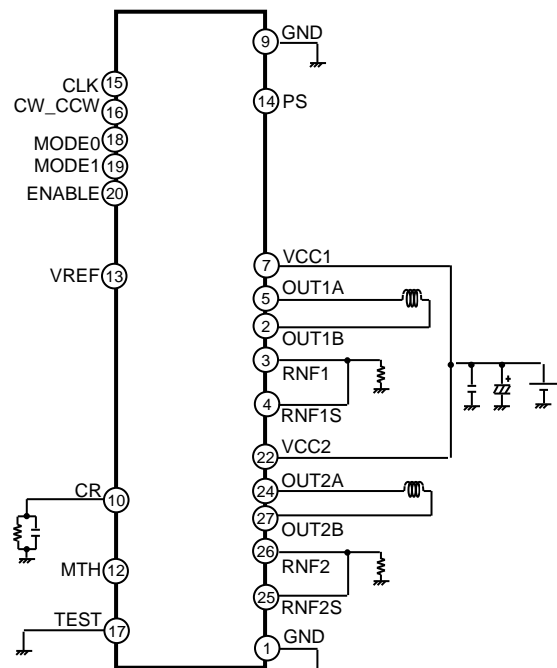 9 GND
15 CLK
14 PS
CW_CCW 16
MODE0 18
MODE1 19
ENABLE 20
7 VCC1
VREF 13
5 OUT1A
2 OUT1B
3 RNF1
4 RNF1S
22 VCC2
CR 10
24 OUT2A
27 OUT2B
26 RNF2
MTH 12
25 RNF2S
TEST 17
1 GND
+